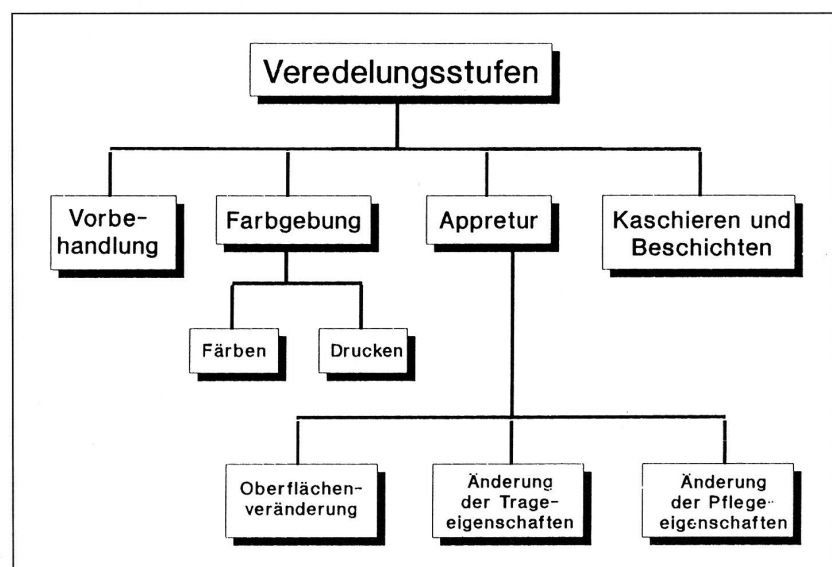 Veredelungsstufen
Vorbe-
handlung
Farbgebung
Appretur
Kaschieren und
Beschichten
Färben
Drucken
Oberflächen-
veränderung
Änderung
der Trage-
eigenschaften
Änderung
der Pflege-
eigenschaften